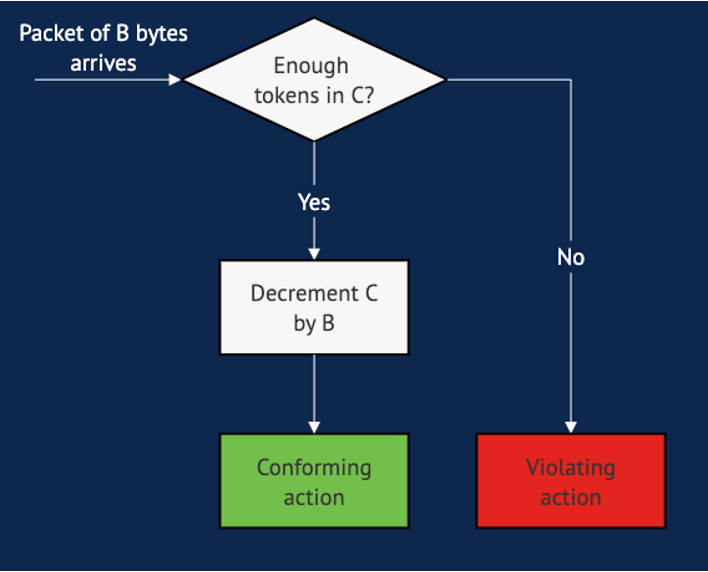 Packet of B bytes
arrives
Enough
tokens in C?
Yes
No
Decrement C
by B
Conforming
action
Violating
action